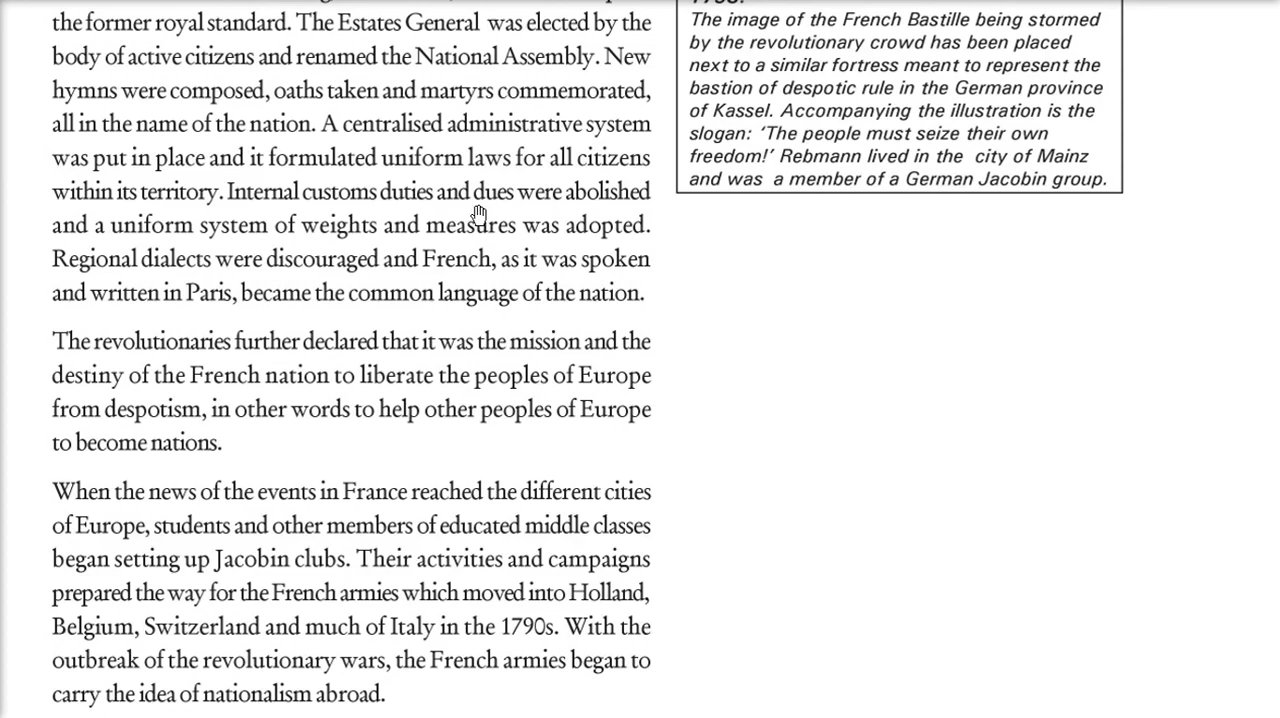 the former royal standard. The Estates General was elected by the
body of active citizens and renamed the National Assembly. New
hymns were composed, oaths taken and martyrs commemorated,
all in the name of the nation. A centralised administrative system
was put in place and it formulated uniform laws for all citizens
within its territory. Internal customs duties and dues were abolished
and a uniform system of weights and measures was adopted.
Regional dialects were discouraged and French, as it was spoken
and written in Paris, became the common language of the nation.
The revolutionaries further declared that it was the mission and the
destiny of the French nation to liberate the peoples of Europe
from despotism, in other words to help other peoples of Europe
to become nations.
When the news of the events in France reached the different cities
of Europe, students and other members of educated middle classes
began setting up Jacobin clubs. Their activities and campaigns
prepared the way for the French armies which moved into Holland,
Belgium, Switzerland and much of Italy in the 1790s. With the
outbreak of the revolutionary wars, the French armies began to
carry the idea of nationalism abroad.
The image of the French Bastille being stormed
by the revolutionary crowd has been placed
next to a similar fortress meant to represent the
bastion of despotic rule in the German province
of Kassel. Accompanying the illustration is the
slogan: ‘The people must seize their own
freedom!’ Rebmann lived in the city of Mainz
and was a member of a German Jacobin group.